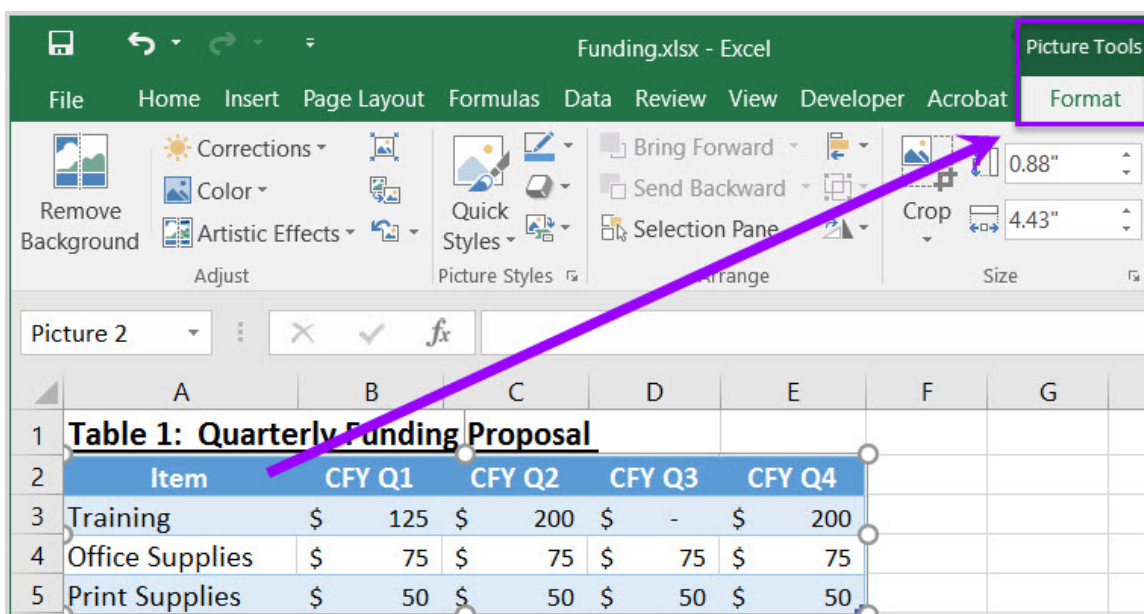 Funding.xlsx - Excel
Picture Tools
File Home Insert Page Layout Formulas Data Review View Developer Acrobat Format
Corrections
Color
Artistic Effects
Remove
Background
Adjust
Quick
Styles
Picture Styles
Bring Forward
Send Backward
Selection Pane
Arrange
Crop
0.88"
4.43"
Size
Picture 2
fx
A B C D E F G
1 Table 1: Quarterly Funding Proposal
2 Item CFY Q1 CFY Q2 CFY Q3 CFY Q4
3 Training $ 125 $ 200 $ - $ 200
4 Office Supplies $ 75 $ 75 $ 75 $ 75
5 Print Supplies $ 50 $ 50 $ 50 $ 50